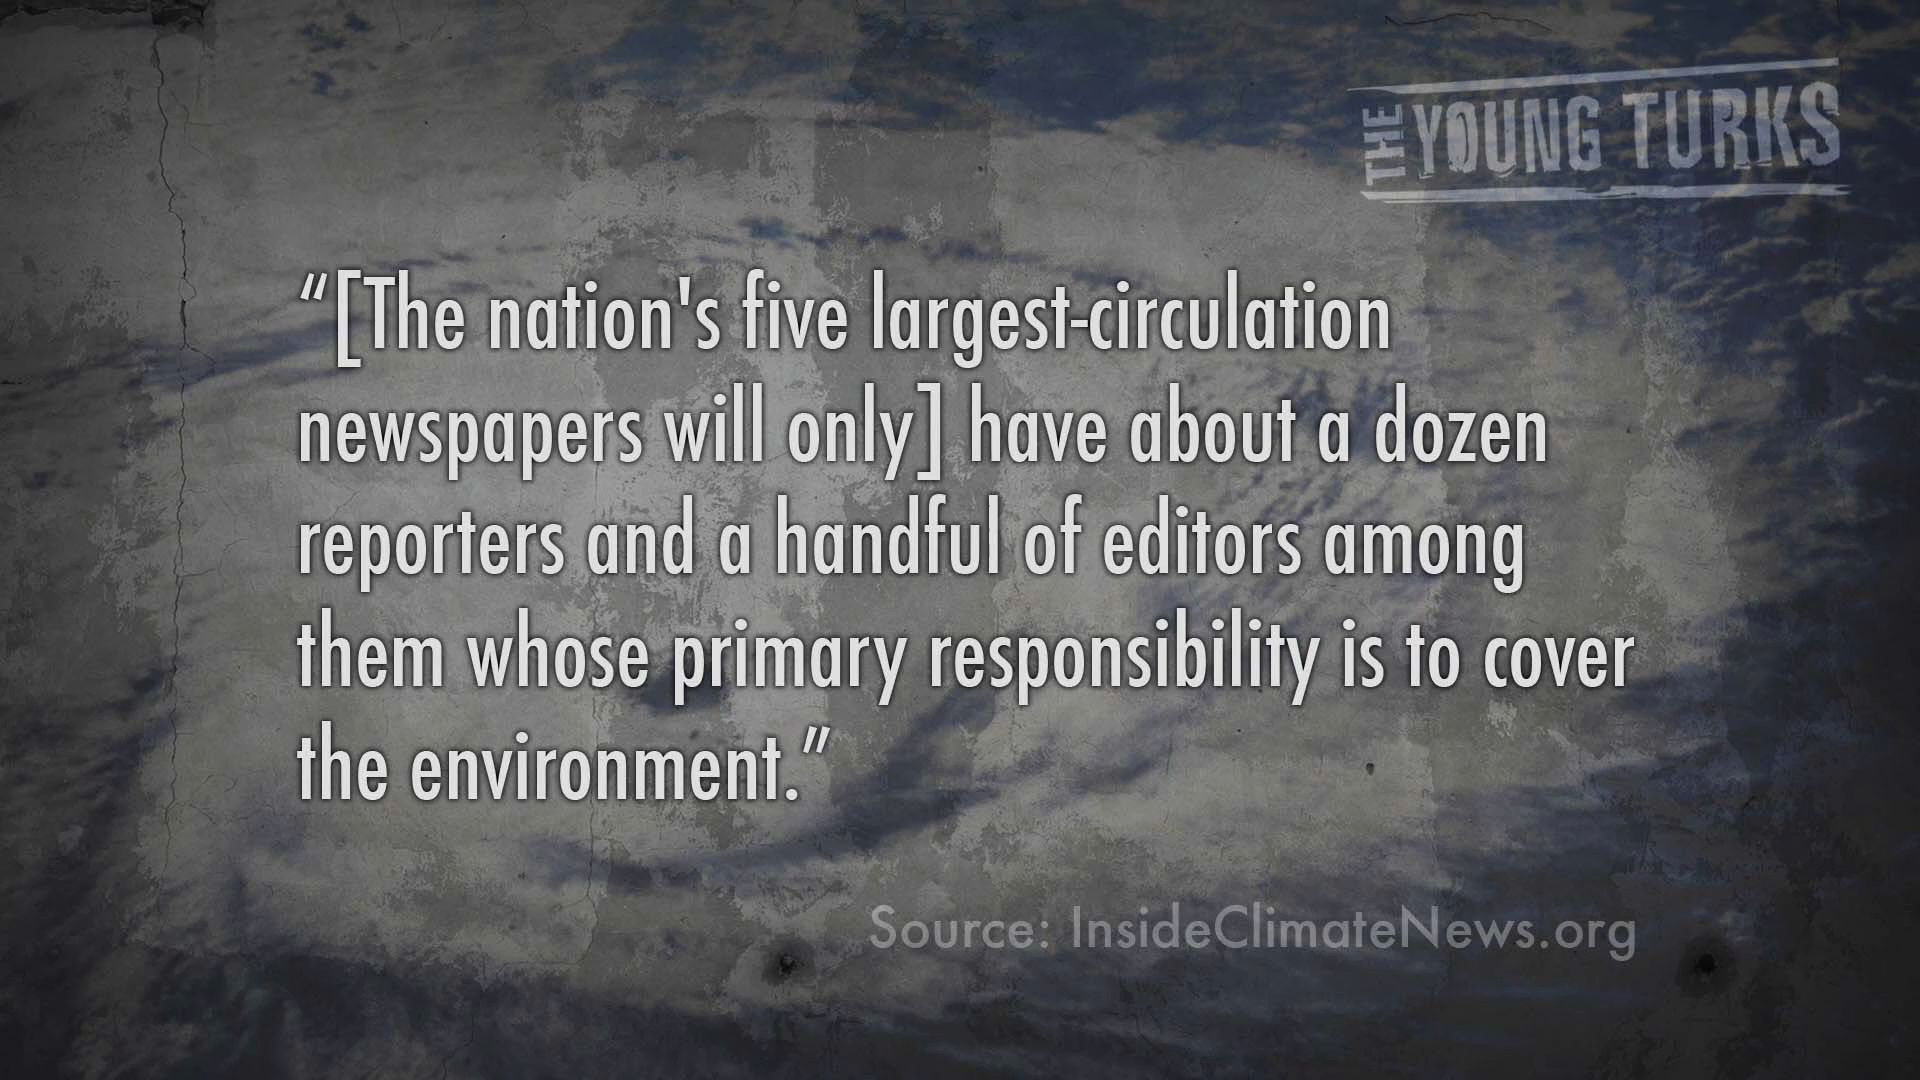 THE YOUNG TURKS
“[The nation's five largest-circulation
newspapers will only] have about a dozen
reporters and a handful of editors among
them whose primary responsibility is to cover
the environment.”
Source: InsideClimateNews.org